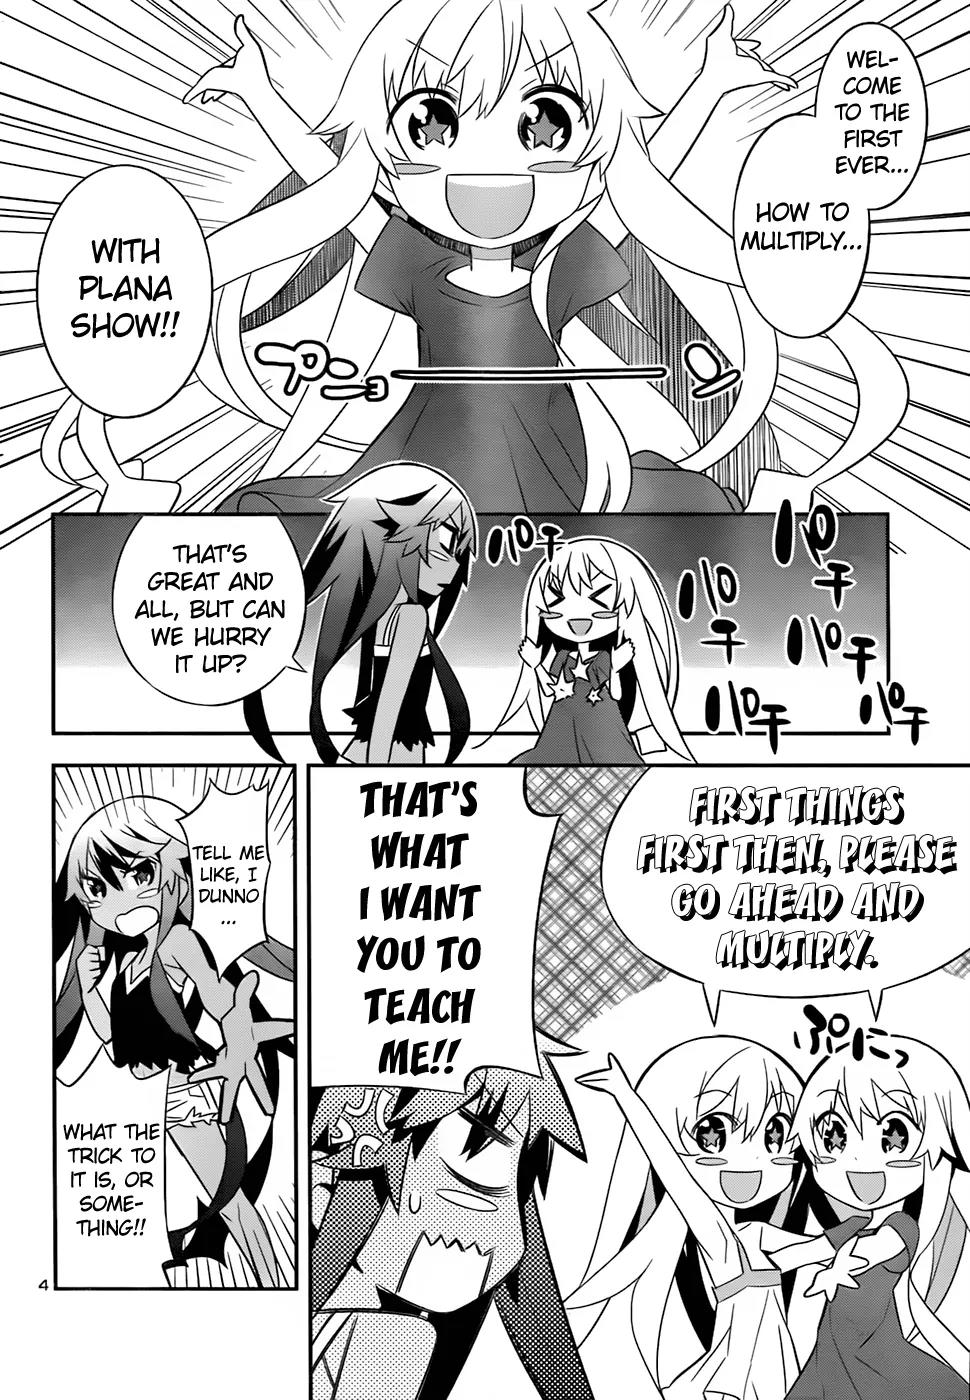 WEL-
COME
TO THE
FIRST
EVER...
HOW TO
MULTIPLY...
WITH
PLANA
SHOW!!
プニョ
ーン
パチ
パチ
パチ
パチ
パチ
パチ
THAT'S
GREAT AND
ALL, BUT CAN
WE HURRY
IT UP?
FIRST THINGS
FIRST THEN, PLEASE
GO AHEAD AND
MULTIPLY.
ぷにっ
THAT'S
WHAT
I WANT
YOU TO
TEACH
ME!!
TELL ME
LIKE, I
DUNNO
...
WHAT THE
TRICK TO
IT IS, OR
SOME-
THING!!
4